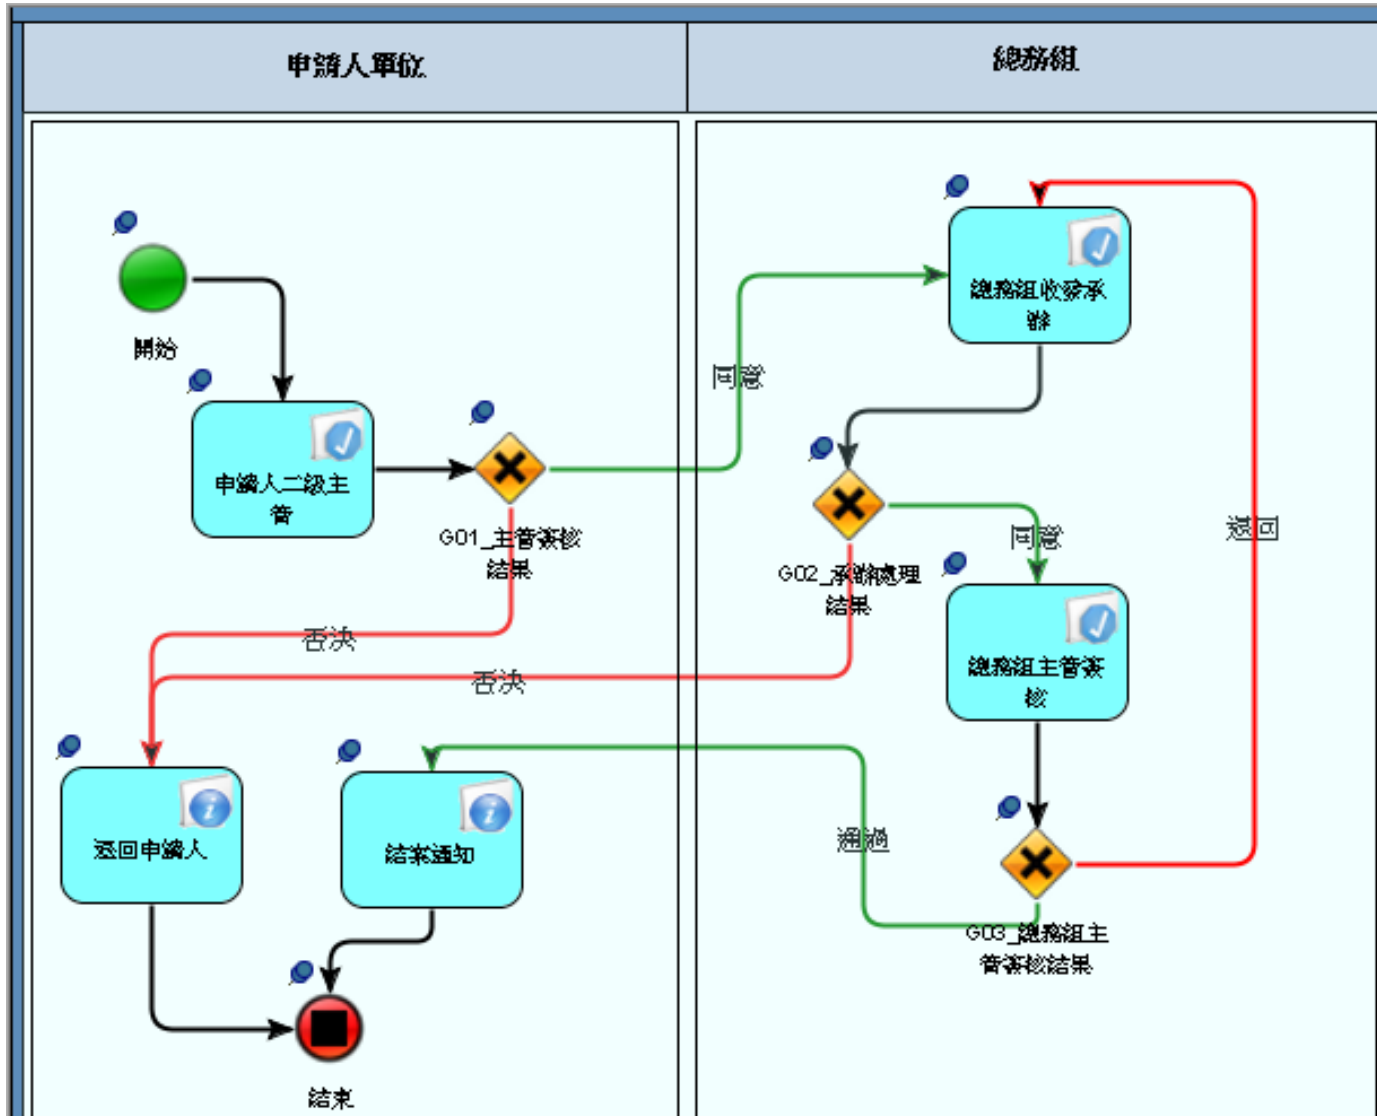 申請人單位
總務組
開始
申請人二級主
管
G01_主管簽核
結果
同意
總務組收發承
辦
G02_承辦處理
結果
同意
退回
總務組主管簽
核
否決
否決
退回申請人
結案通知
通過
G03_總務組主
管簽核結果
結束